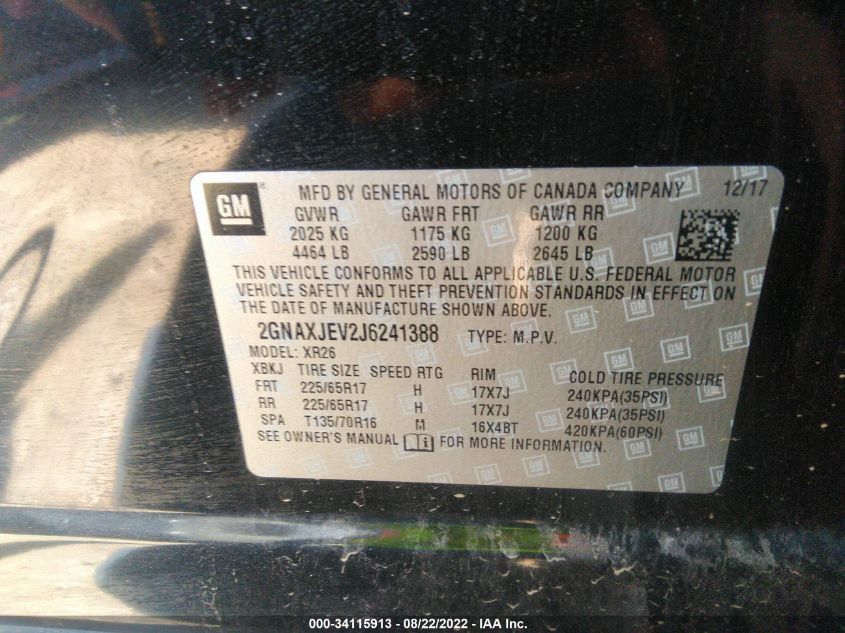 GM
MFD BY GENERAL MOTORS OF CANADA COMPANY 12/17
GVWR GAWR FRT GAWR RR
2025 KG 1175 KG 1200 KG
4464 LB 2590 LB 2645 LB
THIS VEHICLE CONFORMS TO ALL APPLICABLE U.S. FEDERAL MOTOR
VEHICLE SAFETY AND THEFT PREVENTION STANDARDS IN EFFECT ON
THE DATE OF MANUFACTURE SHOWN ABOVE.
2GNAXJEV2J6241388 TYPE: M.P.V.
MODEL: XR26
XBKJ TIRE SIZE SPEED RTG RIM COLD TIRE PRESSURE
FRT 225/65R17 H 17X7J 240KPA(35PSI)
RR 225/65R17 H 17X7J 240KPA(35PSI)
SPA T135/70R16 M 16X4BT 420KPA(60PSI)
SEE OWNER'S MANUAL FOR MORE INFORMATION.
000-34115913 - 08/22/2022 - IAA Inc.